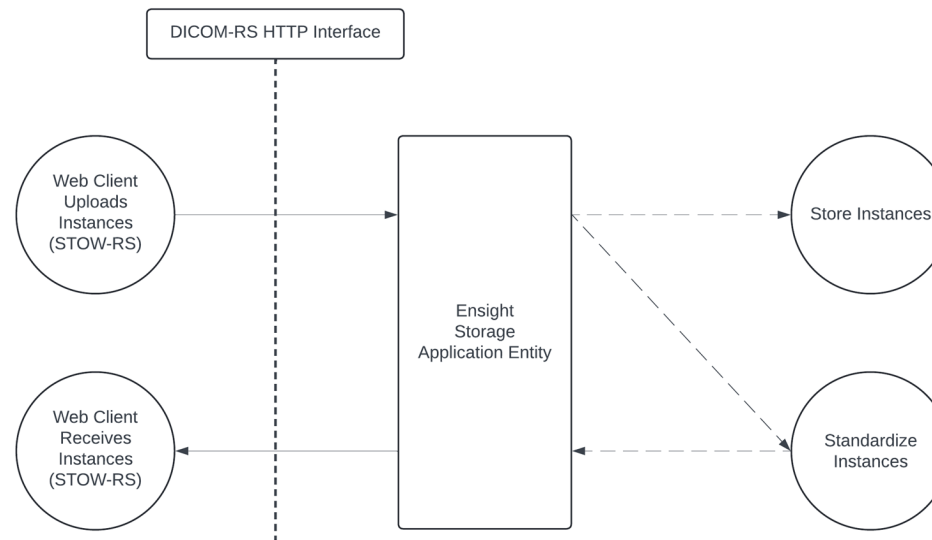 DICOM-RS HTTP Interface
Web Client
Uploads
Instances
(STOW-RS)
Store Instances
Ensight
Storage
Application Entity
Web Client
Receives
Instances
(STOW-RS)
Standardize
Instances